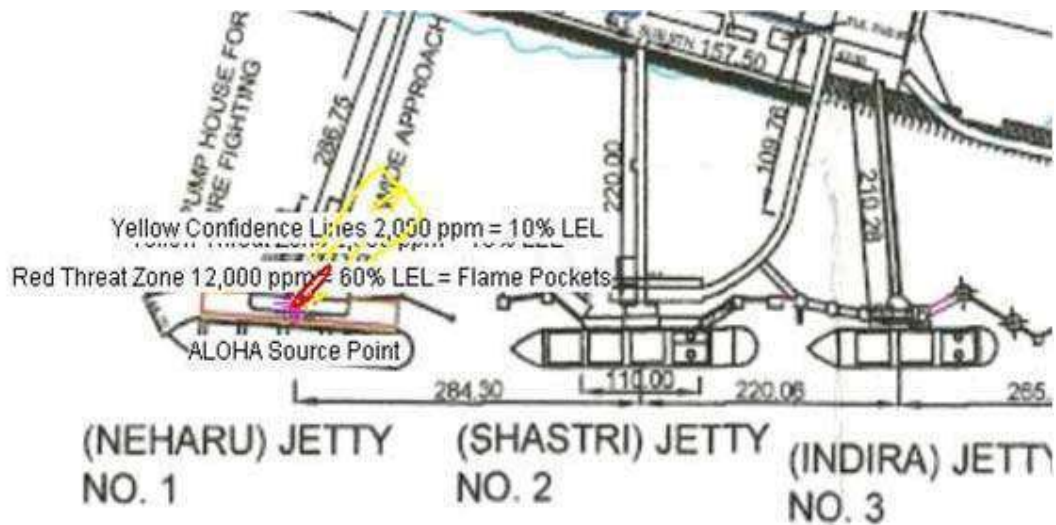 SUBSTN.
157.50
PUMP HOUSE FOR
FIRE FIGHTING
286.75
WIDE APPROACH
220.00
109.76
210.28
Yellow Confidence Lines 2,000 ppm = 10% LEL
Red Threat Zone 12,000 ppm = 60% LEL = Flame Pockets
ALOHA Source Point
284.30
110.00
220.06
265.
(NEHARU) JETTY
NO. 1
(SHASTRI) JETTY
NO. 2
(INDIRA) JETTY
NO. 3